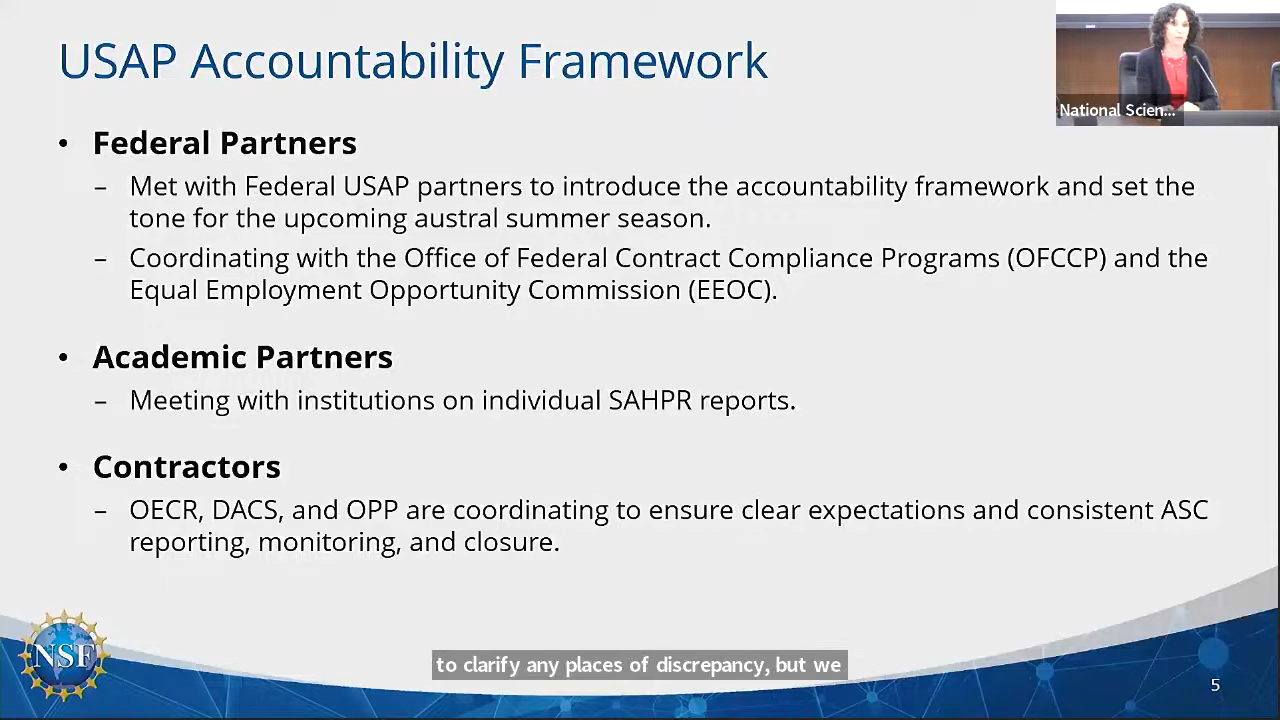 USAP Accountability Framework
National Scien...
• Federal Partners
– Met with Federal USAP partners to introduce the accountability framework and set the
tone for the upcoming austral summer season.
– Coordinating with the Office of Federal Contract Compliance Programs (OFCCP) and the
Equal Employment Opportunity Commission (EEOC).
• Academic Partners
– Meeting with institutions on individual SAHPR reports.
• Contractors
– OECR, DACS, and OPP are coordinating to ensure clear expectations and consistent ASC
reporting, monitoring, and closure.
NSF
to clarify any places of discrepancy, but we
5